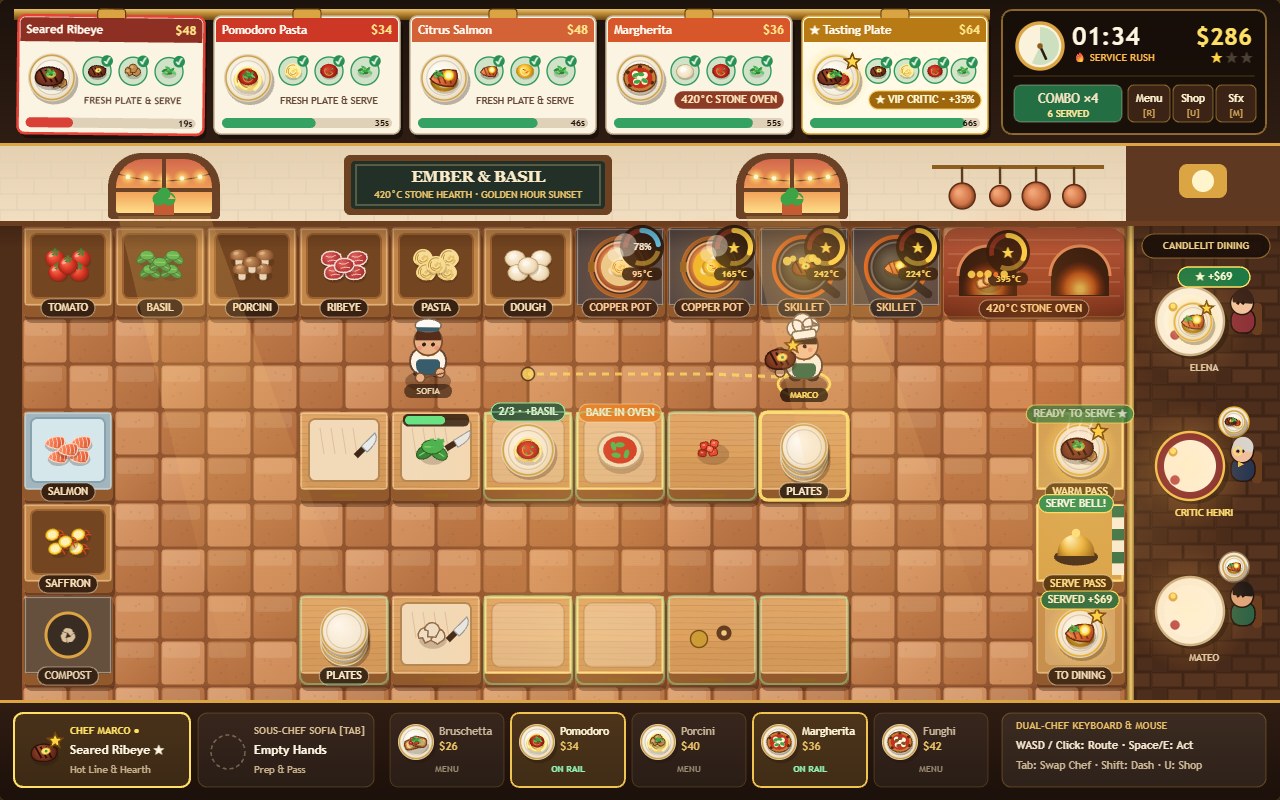 Seared Ribeye $48
FRESH PLATE & SERVE
19s
Pomodoro Pasta $34
FRESH PLATE & SERVE
35s
Citrus Salmon $48
FRESH PLATE & SERVE
46s
Margherita $36
420°C STONE OVEN
55s
★ Tasting Plate $64
★ VIP CRITIC · +35%
66s
01:34
SERVICE RUSH
$286
★★★
COMBO ×4
6 SERVED
Menu
[R]
Shop
[U]
Sfx
[M]
EMBER & BASIL
420°C STONE HEARTH · GOLDEN HOUR SUNSET
TOMATO
BASIL
PORCINI
RIBEYE
PASTA
DOUGH
78%
95°C
COPPER POT
165°C
COPPER POT
242°C
SKILLET
224°C
SKILLET
395°C
420°C STONE OVEN
CANDLELIT DINING
★ +$69
ELENA
CRITIC HENRI
MATEO
SOFIA
MARCO
2/3 · +BASIL
BAKE IN OVEN
PLATES
READY TO SERVE ★
WARM PASS
SERVE BELL!
SERVE PASS
SERVED +$69
TO DINING
SALMON
SAFFRON
COMPOST
PLATES
CHEF MARCO ●
Seared Ribeye ★
Hot Line & Hearth
SOUS-CHEF SOFIA [TAB]
Empty Hands
Prep & Pass
Bruschetta
$26
MENU
Pomodoro
$34
ON RAIL
Porcini
$40
MENU
Margherita
$36
ON RAIL
Funghi
$42
MENU
DUAL-CHEF KEYBOARD & MOUSE
WASD / Click: Route · Space/E: Act
Tab: Swap Chef · Shift: Dash · U: Shop